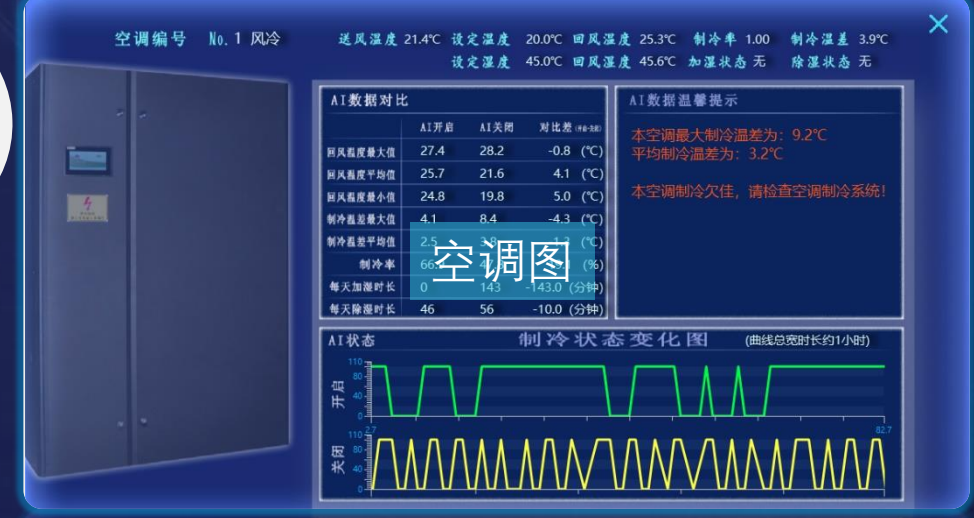 空调编号 No. 1 风冷 送风温度 21.4℃ 设定温度 20.0℃ 回风温度 25.3℃ 制冷率 1.00 制冷温差 3.9℃
设定湿度 45.0℃ 回风湿度 45.6℃ 加湿状态 无 除湿状态 无
AI数据对比
AI开启 AI关闭 对比差
回风温度最大值 27.4 28.2 -0.8 (℃)
回风温度平均值 25.7 21.6 4.1 (℃)
回风温度最小值 24.8 19.8 5.0 (℃)
制冷温差最大值 4.1 8.4 -4.3 (℃)
制冷温差平均值 2.5 (℃)
制冷率 (%)
每天加湿时长 0 143 -143.0 (分钟)
每天除湿时长 46 56 -10.0 (分钟)
空调图
AI数据温馨提示
本空调最大制冷温差为：9.2℃
平均制冷温差为：3.2℃
本空调制冷欠佳，请检查空调制冷系统!
AI状态 制冷状态变化图 (曲线总宽时长约1小时)
开启
110
80
40
0
2.7 82.7
关闭
110
80
40
0